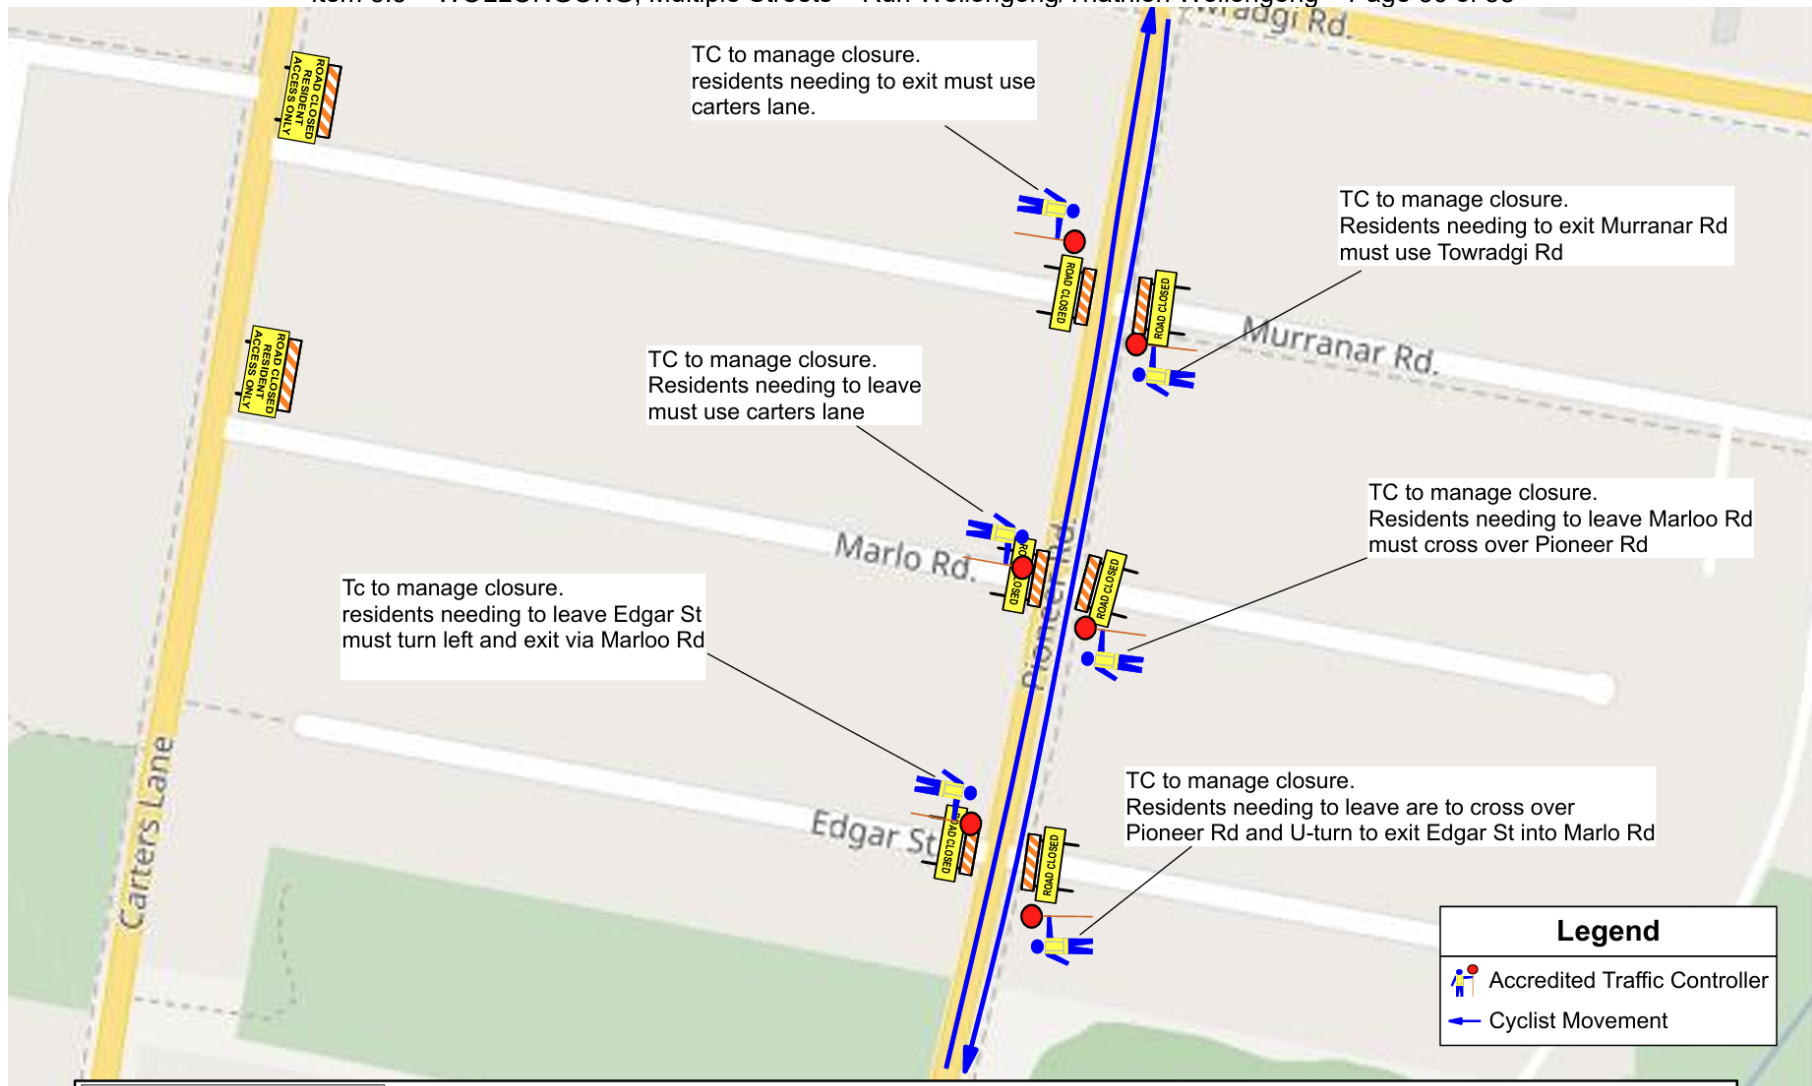 TC to manage closure.
residents needing to exit must use
carters lane.
TC to manage closure.
Residents needing to exit Murranar Rd
must use Towradgi Rd
TC to manage closure.
Residents needing to leave
must use carters lane
TC to manage closure.
Residents needing to leave Marloo Rd
must cross over Pioneer Rd
Tc to manage closure.
residents needing to leave Edgar St
must turn left and exit via Marloo Rd
TC to manage closure.
Residents needing to leave are to cross over
Pioneer Rd and U-turn to exit Edgar St into Marlo Rd
ROAD CLOSED
RESIDENT
ACCESS ONLY
ROAD CLOSED
RESIDENT
ACCESS ONLY
ROAD CLOSED
ROAD CLOSED
CLOSED
ROAD CLOSED
ROAD CLOSED
ROAD CLOSED
Murranar Rd.
Marlo Rd.
Pioneer Rd.
Edgar St.
Carters Lane
Legend
Accredited Traffic Controller
Cyclist Movement